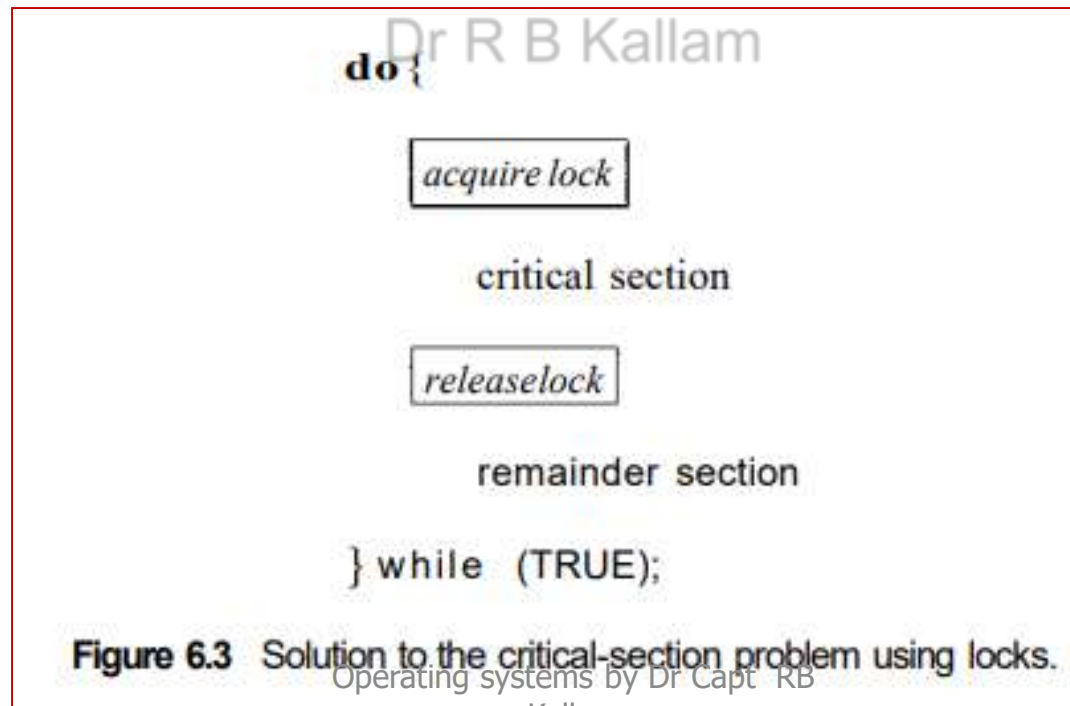 Dr R B Kallam
do {
acquire lock
critical section
releaselock
remainder section
} while (TRUE);
Figure 6.3 Solution to the critical-section problem using locks.
Operating systems by Dr Capt RB